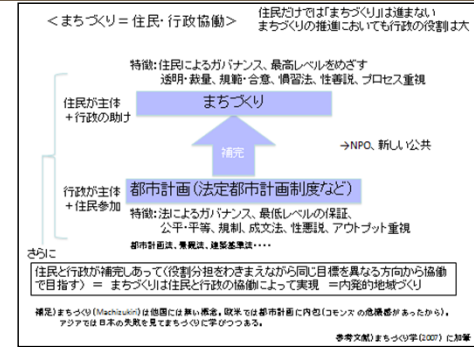 ＜まちづくり＝住民・行政協働＞
住民だけでは「まちづくり」は進まない
まちづくりの推進においても行政の役割は大
特徴：住民によるガバナンス、最高レベルをめざす
透明・裁量、規範・合意、慣習法、性善説、プロセス重視
住民が主体
＋行政の助け
まちづくり
補完
→NPO、新しい公共
行政が主体
＋住民参加
都市計画（法定都市計画制度など）
特徴：法によるガバナンス、最低レベルの保証、
公平・平等、規制、成文法、性悪説、アウトプット重視
都市計画法、景観法、建築基準法・・・・
さらに
住民と行政が補完しあって〈役割分担をわきまえながら同じ目標を異なる方向から協働
で目指す〉＝ まちづくりは住民と行政の協働によって実現 ＝内発的地域づくり
補足）まちづくり(Machizukiri)は他国には無い概念。欧米では都市計画に内包（コモンズの危機感があったから）。
アジアでは日本の失敗を見てまちづくりに学びつつある。
参考文献）まちづくり学(2007) に加筆